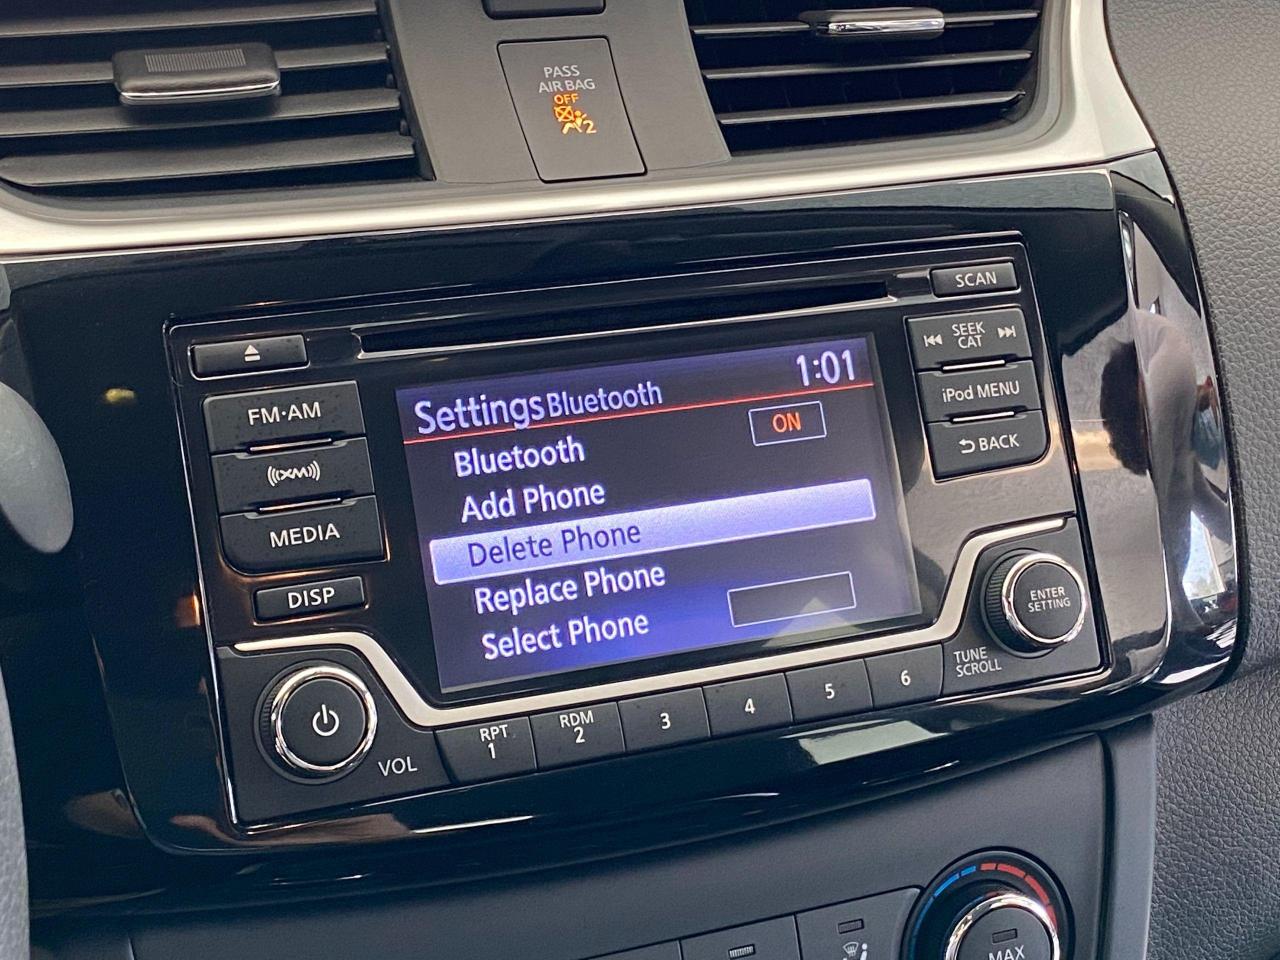 PASS
AIR BAG
OFF
2
SCAN
SEEK
CAT
FM·AM
iPod MENU
XM
BACK
MEDIA
DISP
1:01
Settings Bluetooth
Bluetooth ON
Add Phone
Delete Phone
Replace Phone
Select Phone
ENTER
SETTING
TUNE
SCROLL
VOL
RPT
1
RDM
2
3
4
5
6
MAX